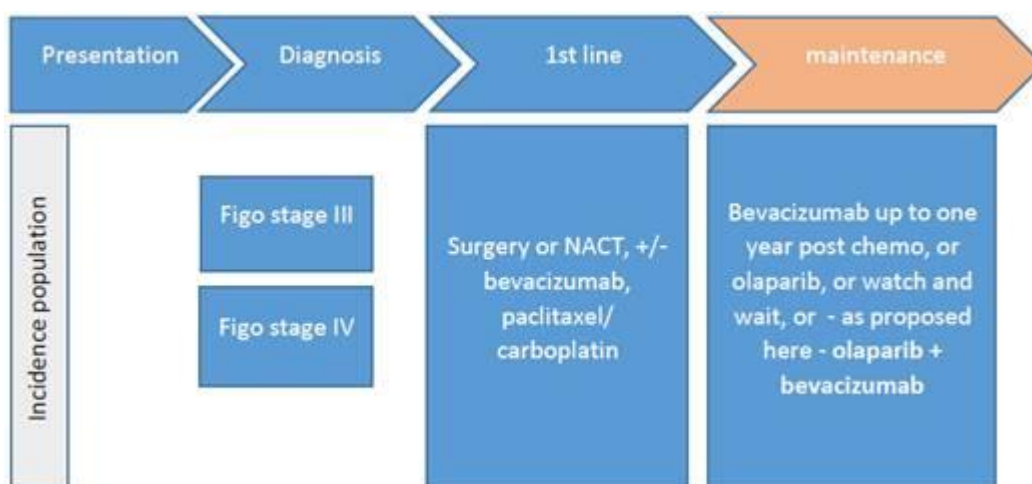 Presentation
Diagnosis
1st line
maintenance
Incidence population
Figo stage III
Figo stage IV
Surgery or NACT, +/-
bevacizumab,
paclitaxel/
carboplatin
Bevacizumab up to one
year post chemo, or
olaparib, or watch and
wait, or - as proposed
here - olaparib +
bevacizumab